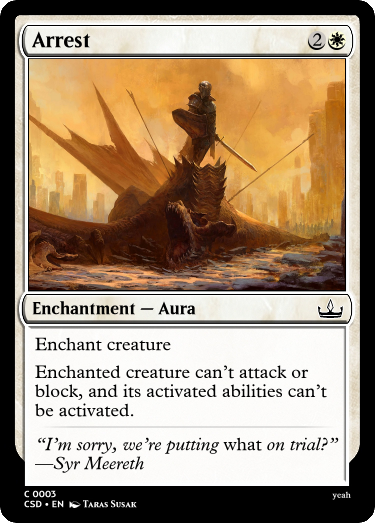 Arrest 2
Enchantment — Aura
Enchant creature
Enchanted creature can't attack or
block, and its activated abilities can't
be activated.
“I'm sorry, we're putting what on trial?”
—Syr Meereth
C 0003
CSD • EN Taras Susak
yeah